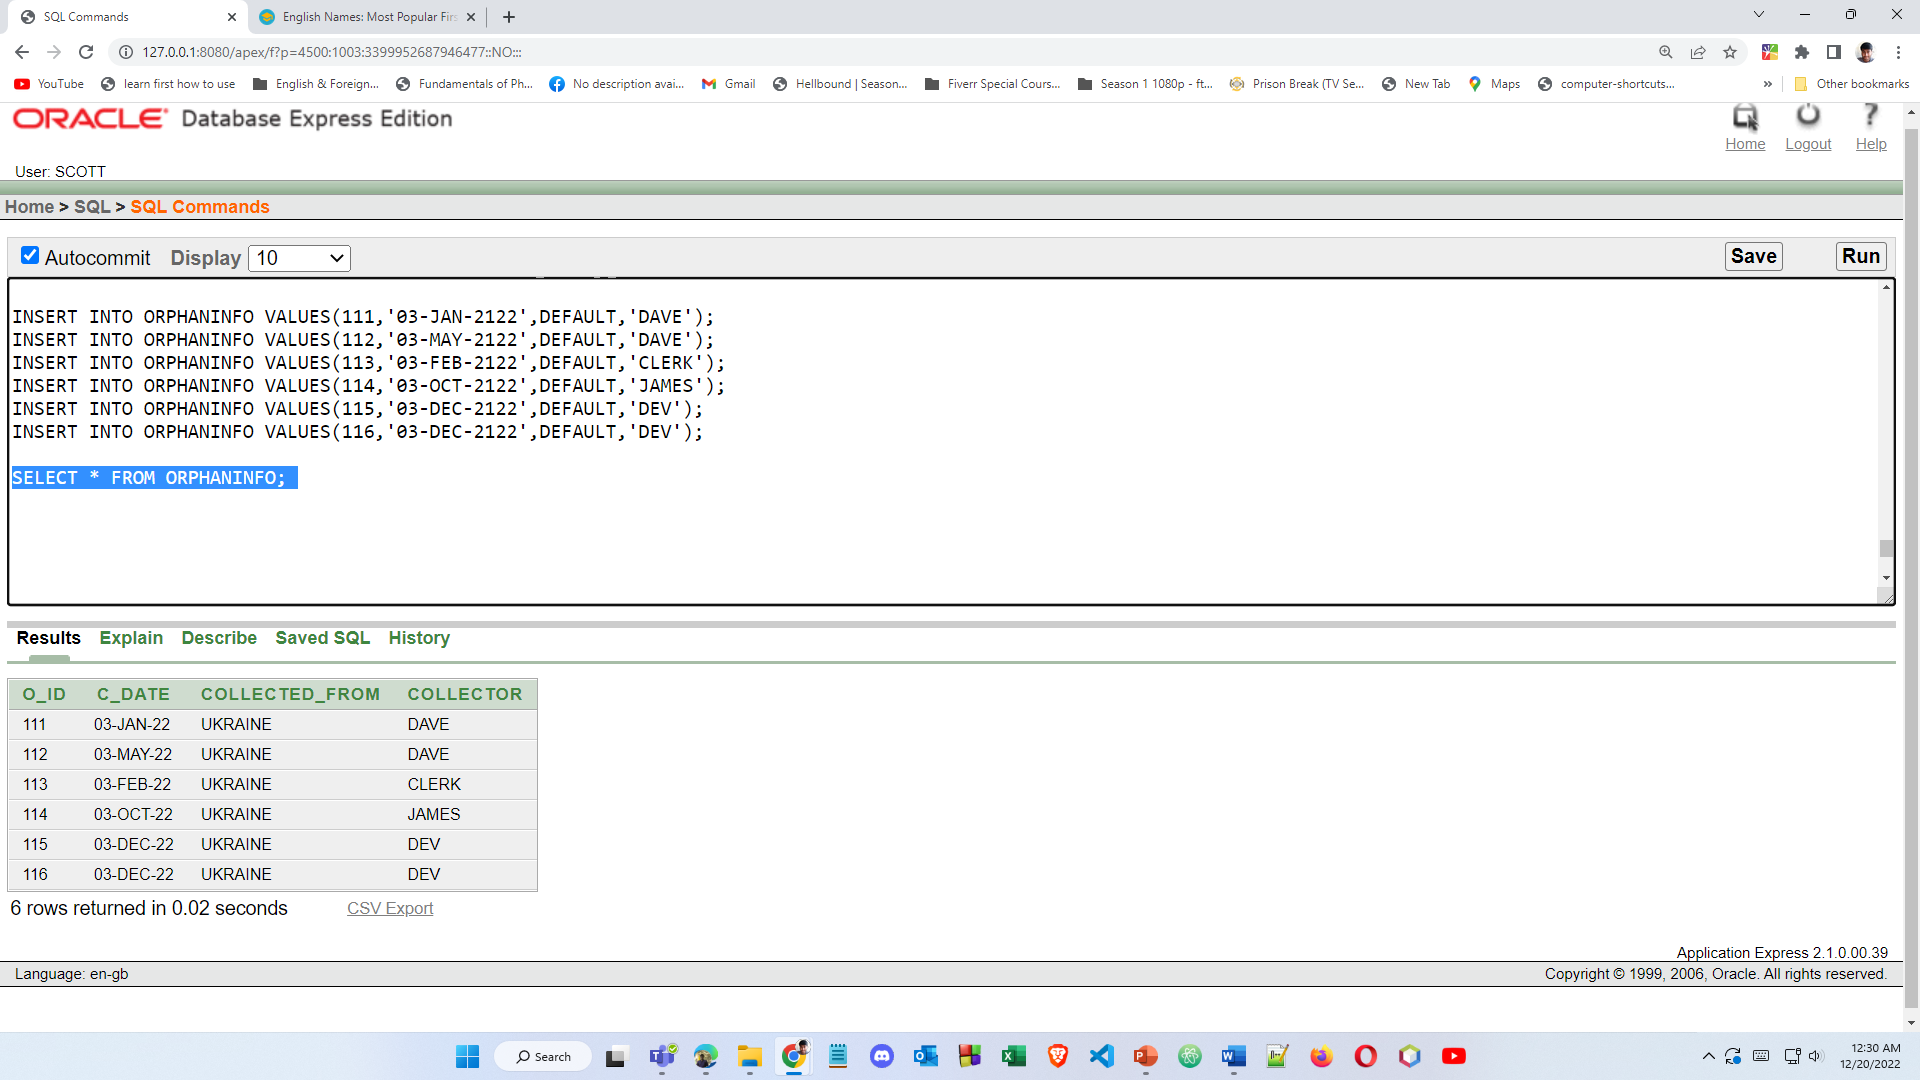 SQL Commands
English Names: Most Popular Fir
127.0.0.1:8080/apex/f?p=4500:1003:3399952687946477::NO:::
YouTube learn first how to use English & Foreign... Fundamentals of Ph... No description avai... Gmail Hellbound | Season... Fiverr Special Cours... Season 1 1080p - ft... Prison Break (TV Se... New Tab Maps computer-shortcuts... » Other bookmarks
ORACLE Database Express Edition
Home Logout Help
User: SCOTT
Home > SQL > SQL Commands
Autocommit Display 10 Save Run
INSERT INTO ORPHANINFO VALUES(111,'03-JAN-2122',DEFAULT,'DAVE');
INSERT INTO ORPHANINFO VALUES(112,'03-MAY-2122',DEFAULT,'DAVE');
INSERT INTO ORPHANINFO VALUES(113,'03-FEB-2122',DEFAULT,'CLERK');
INSERT INTO ORPHANINFO VALUES(114,'03-OCT-2122',DEFAULT,'JAMES');
INSERT INTO ORPHANINFO VALUES(115,'03-DEC-2122',DEFAULT,'DEV');
INSERT INTO ORPHANINFO VALUES(116,'03-DEC-2122',DEFAULT,'DEV');
SELECT * FROM ORPHANINFO;
Results Explain Describe Saved SQL History
O_ID C_DATE COLLECTED_FROM COLLECTOR
111 03-JAN-22 UKRAINE DAVE
112 03-MAY-22 UKRAINE DAVE
113 03-FEB-22 UKRAINE CLERK
114 03-OCT-22 UKRAINE JAMES
115 03-DEC-22 UKRAINE DEV
116 03-DEC-22 UKRAINE DEV
6 rows returned in 0.02 seconds CSV Export
Application Express 2.1.0.00.39
Language: en-gb Copyright © 1999, 2006, Oracle. All rights reserved.
Search
12:30 AM
12/20/2022